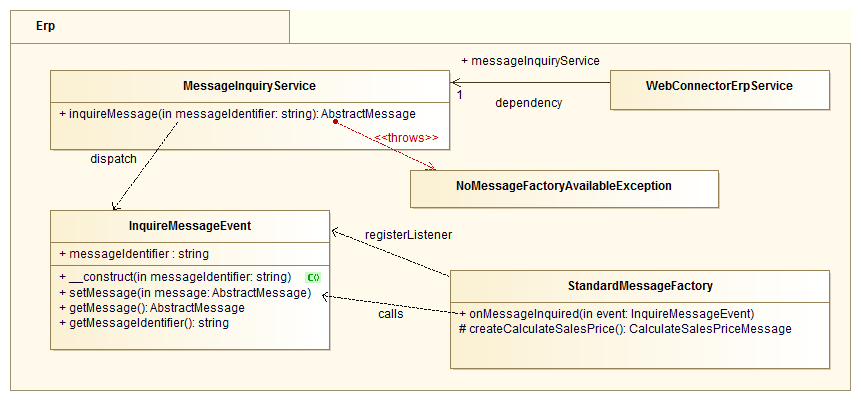 Erp
MessageInquiryService
+ inquireMessage(in messageIdentifier: string): AbstractMessage
+ messageInquiryService
1
dependency
WebConnectorErpService
<<throws>>
dispatch
NoMessageFactoryAvailableException
InquireMessageEvent
+ messageIdentifier : string
+ __construct(in messageIdentifier: string) C()
+ setMessage(in message: AbstractMessage)
+ getMessage(): AbstractMessage
+ getMessageIdentifier(): string
registerListener
calls
StandardMessageFactory
+ onMessageInquired(in event: InquireMessageEvent)
# createCalculateSalesPrice(): CalculateSalesPriceMessage